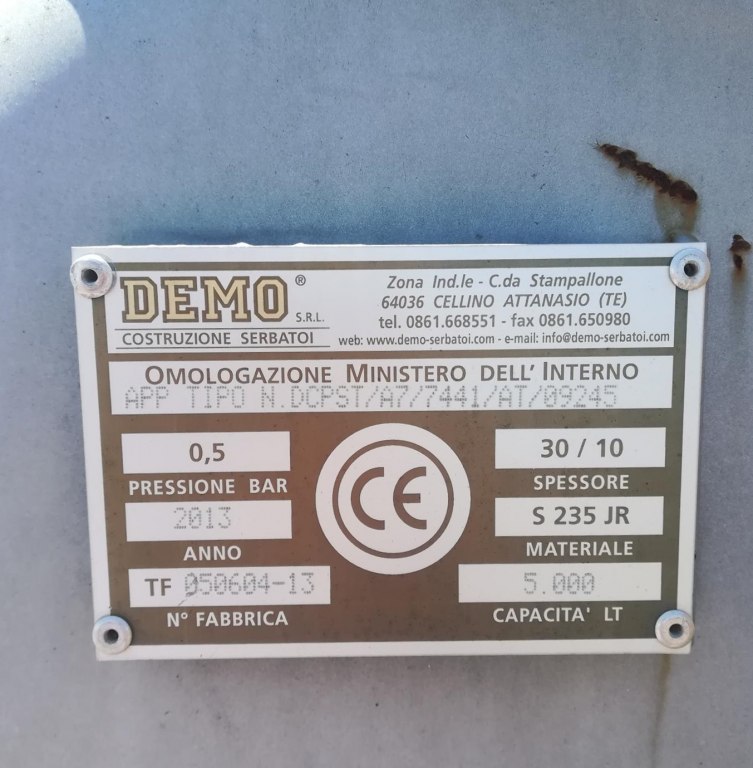 DEMO®
S.R.L.
COSTRUZIONE SERBATOI
Zona Ind.le - C.da Stampallone
64036 CELLINO ATTANASIO (TE)
tel. 0861.668551 - fax 0861.650980
web: www.demo-serbatoi.com - e-mail: info@demo-serbatoi.com
OMOLOGAZIONE MINISTERO DELL' INTERNO
APP TIPO N.DCPST/A7/7441/AT/09245
0,5
PRESSIONE BAR
2013
ANNO
TF 050604-13
N° FABBRICA
CE
30 / 10
SPESSORE
S 235 JR
MATERIALE
5.000
CAPACITA' LT